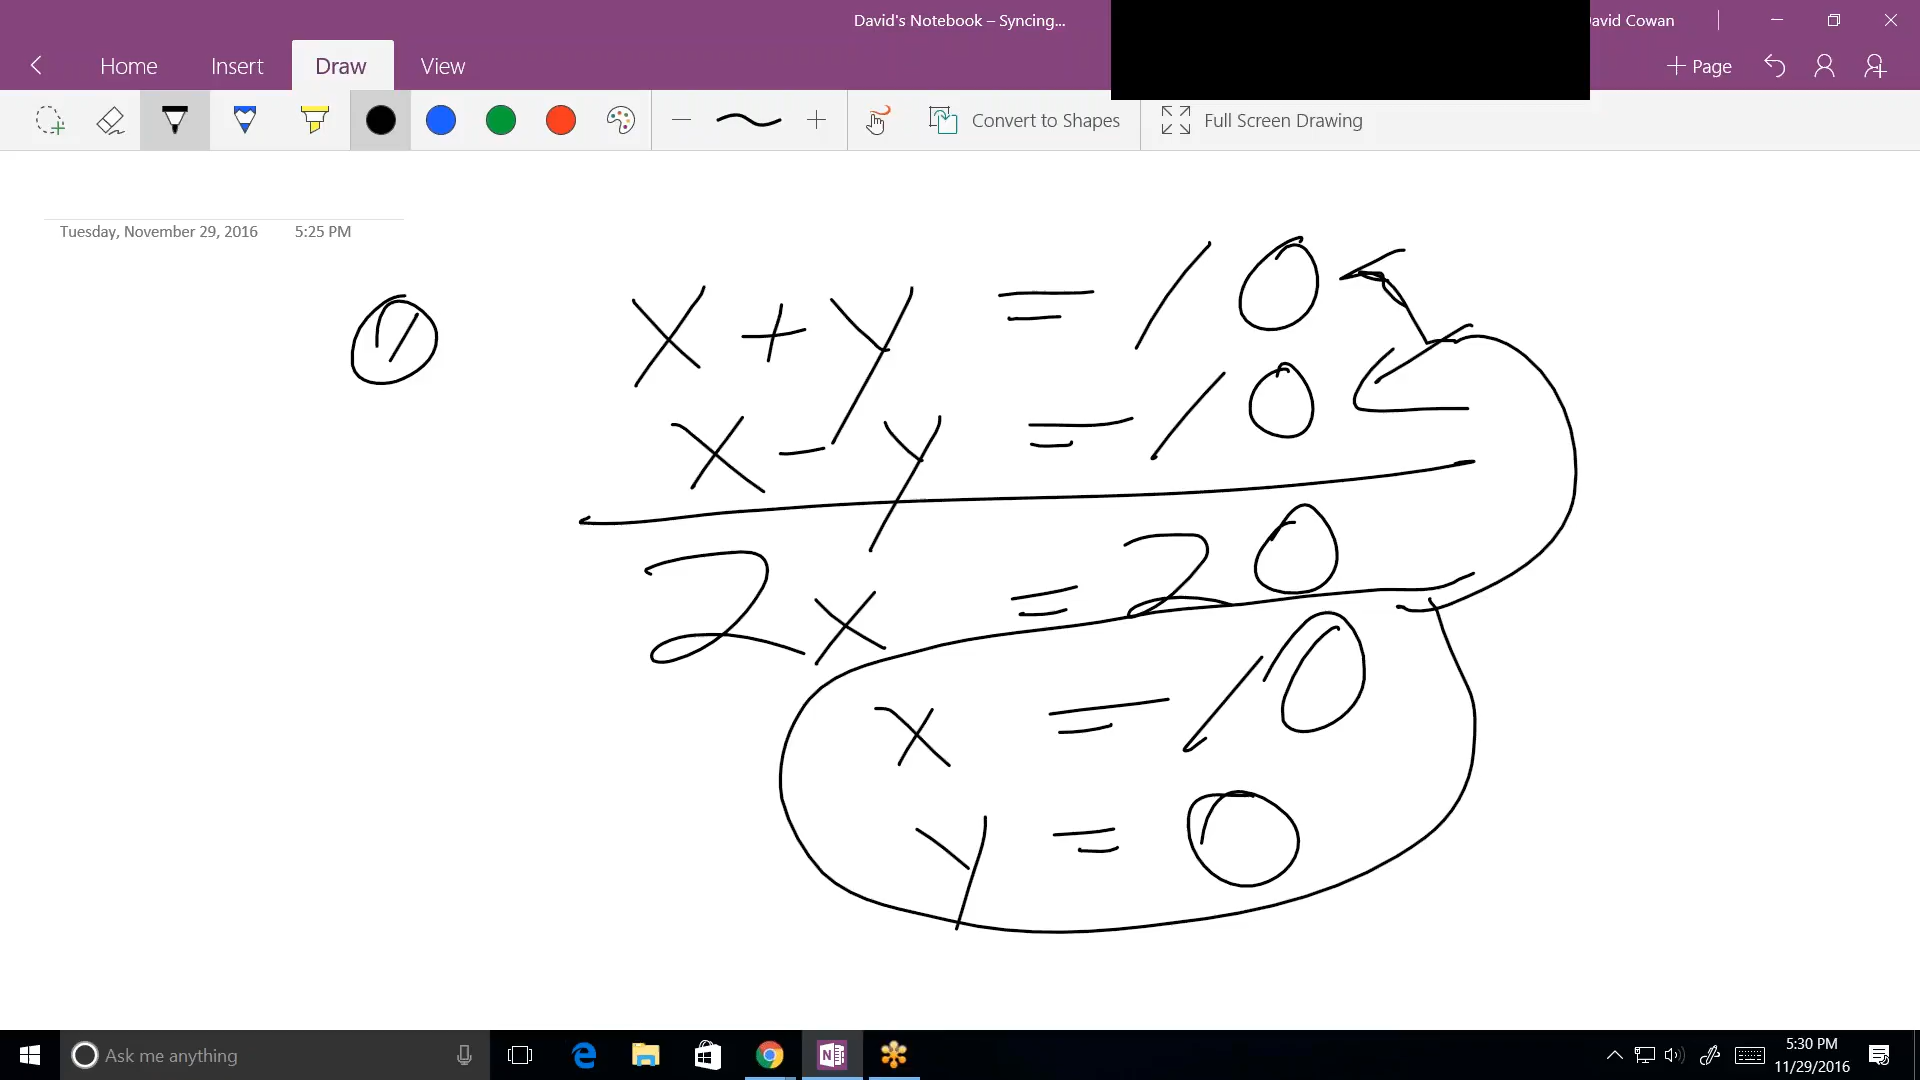 David's Notebook – Syncing...
avid Cowan
Home Insert Draw View
Page
Convert to Shapes
Full Screen Drawing
Tuesday, November 29, 2016 5:25 PM
① x + y = 10
x - y = 10
2x = 20
x = 10
y = 0
Ask me anything
5:30 PM
11/29/2016